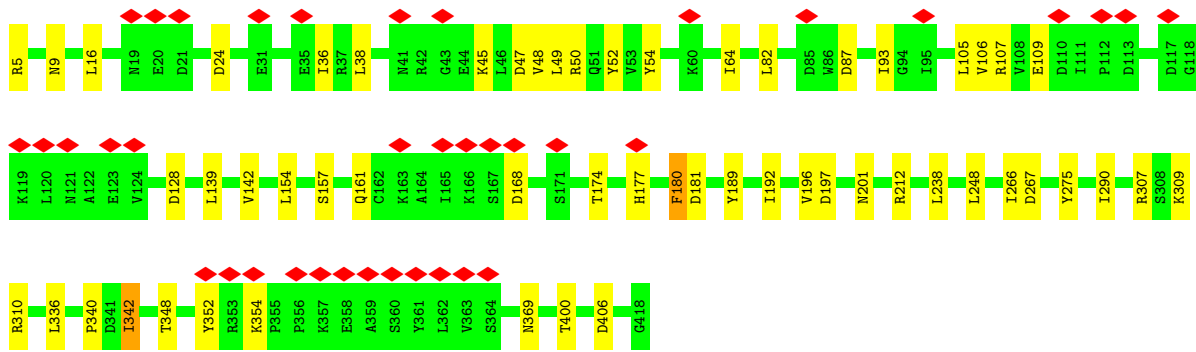 R5 N9 L16 N19 E20 D21 D24 E31 E35 I36 R37 L38 N41 R42 G43 E44 K45 L46 D47 V48 L49 R50 Q51 Y52 V53 Y54 K60 I64 L82 D85 W86 D87 I93 G94 I95 L105 V106 R107 V108 E109 D110 I111 P112 D113 D117 G118
K119 L120 N121 A122 E123 V124 D128 L139 V142 L154 S157 Q161 C162 K163 A164 I165 K166 S167 D168 S171 T174 H177 F180 D181 Y189 I192 V196 D197 N201 R212 L238 L248 I266 D267 Y275 I290 R307 S308 K309
R310 L336 P340 D341 I342 T348 Y352 R353 K354 P355 P356 K357 E358 A359 S360 Y361 L362 V363 S364 N369 T400 D406 G418